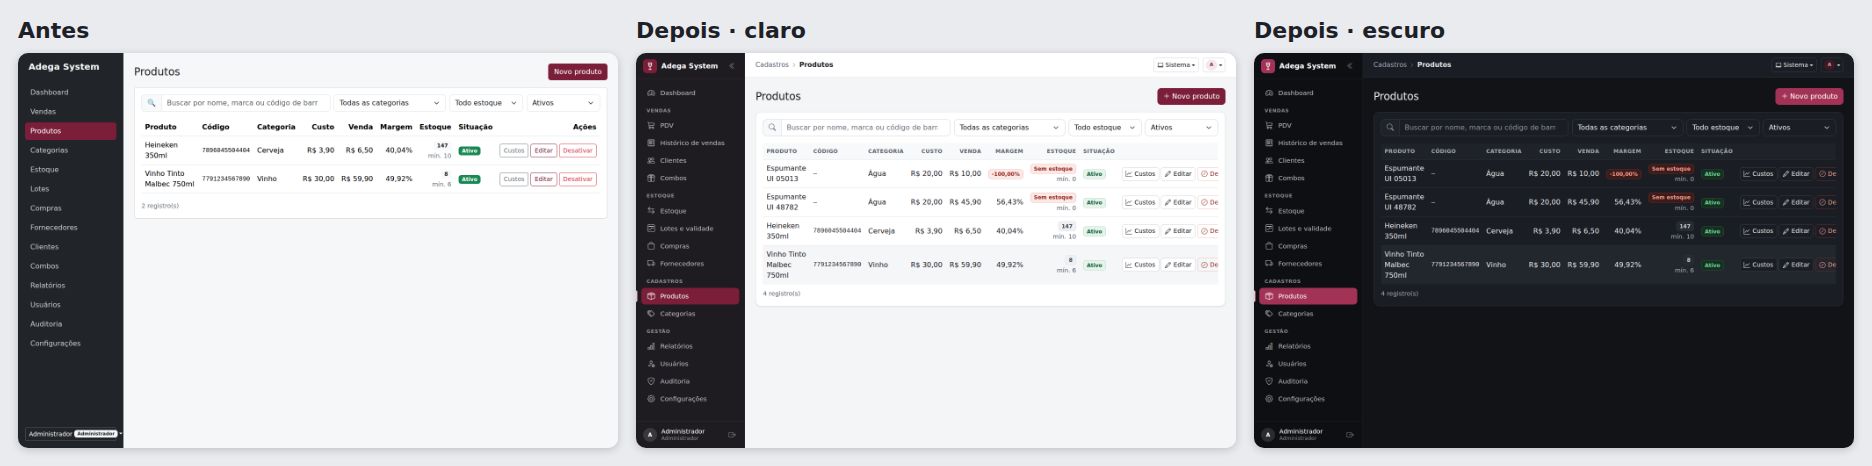 Antes
Adega System
Dashboard
Vendas
Produtos
Categorias
Estoque
Lotes
Compras
Fornecedores
Clientes
Combos
Relatórios
Usuários
Auditoria
Configurações
Administrador Administrador
Produtos
Novo produto
Buscar por nome, marca ou código de barr
Todas as categorias
Todo estoque
Ativos
Produto Código Categoria Custo Venda Margem Estoque Situação Ações
Heineken 350ml 7896045504404 Cerveja R$ 3,90 R$ 6,50 40,04% 147 mín. 10 Ativo Custos Editar Desativar
Vinho Tinto Malbec 750ml 7791234567890 Vinho R$ 30,00 R$ 59,90 49,92% 8 mín. 6 Ativo Custos Editar Desativar
2 registro(s)
Depois · claro
Adega System
Dashboard
VENDAS
PDV
Histórico de vendas
Clientes
Combos
ESTOQUE
Estoque
Lotes e validade
Compras
Fornecedores
CADASTROS
Produtos
Categorias
GESTÃO
Relatórios
Usuários
Auditoria
Configurações
A Administrador
Administrador
Cadastros › Produtos
Sistema
A
Produtos
+ Novo produto
Buscar por nome, marca ou código de barr
Todas as categorias
Todo estoque
Ativos
PRODUTO CÓDIGO CATEGORIA CUSTO VENDA MARGEM ESTOQUE SITUAÇÃO
Espumante UI 05013 – Água R$ 20,00 R$ 10,00 -100,00% Sem estoque mín. 0 Ativo Custos Editar De
Espumante UI 48782 – Água R$ 20,00 R$ 45,90 56,43% Sem estoque mín. 0 Ativo Custos Editar De
Heineken 350ml 7896045504404 Cerveja R$ 3,90 R$ 6,50 40,04% 147 mín. 10 Ativo Custos Editar De
Vinho Tinto Malbec 750ml 7791234567890 Vinho R$ 30,00 R$ 59,90 49,92% 8 mín. 6 Ativo Custos Editar De
4 registro(s)
Depois · escuro
Adega System
Dashboard
VENDAS
PDV
Histórico de vendas
Clientes
Combos
ESTOQUE
Estoque
Lotes e validade
Compras
Fornecedores
CADASTROS
Produtos
Categorias
GESTÃO
Relatórios
Usuários
Auditoria
Configurações
A Administrador
Administrador
Cadastros › Produtos
Sistema
A
Produtos
+ Novo produto
Buscar por nome, marca ou código de barr
Todas as categorias
Todo estoque
Ativos
PRODUTO CÓDIGO CATEGORIA CUSTO VENDA MARGEM ESTOQUE SITUAÇÃO
Espumante UI 05013 – Água R$ 20,00 R$ 10,00 -100,00% Sem estoque mín. 0 Ativo Custos Editar De
Espumante UI 48782 – Água R$ 20,00 R$ 45,90 56,43% Sem estoque mín. 0 Ativo Custos Editar De
Heineken 350ml 7896045504404 Cerveja R$ 3,90 R$ 6,50 40,04% 147 mín. 10 Ativo Custos Editar De
Vinho Tinto Malbec 750ml 7791234567890 Vinho R$ 30,00 R$ 59,90 49,92% 8 mín. 6 Ativo Custos Editar De
4 registro(s)